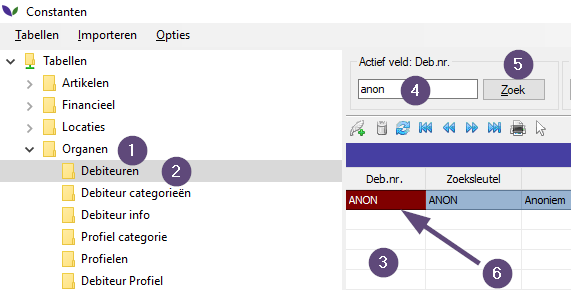 Constanten
Tabellen Importeren Opties
Tabellen
Artikelen
Financieel
Locaties
Organen 1
Debiteuren 2
Debiteur categorieën
Debiteur info
Profiel categorie
Profielen
Debiteur Profiel
Actief veld: Deb.nr.
anon 4 Zoek 5
Deb.nr. Zoeksleutel
ANON ANON Anoniem
3 6